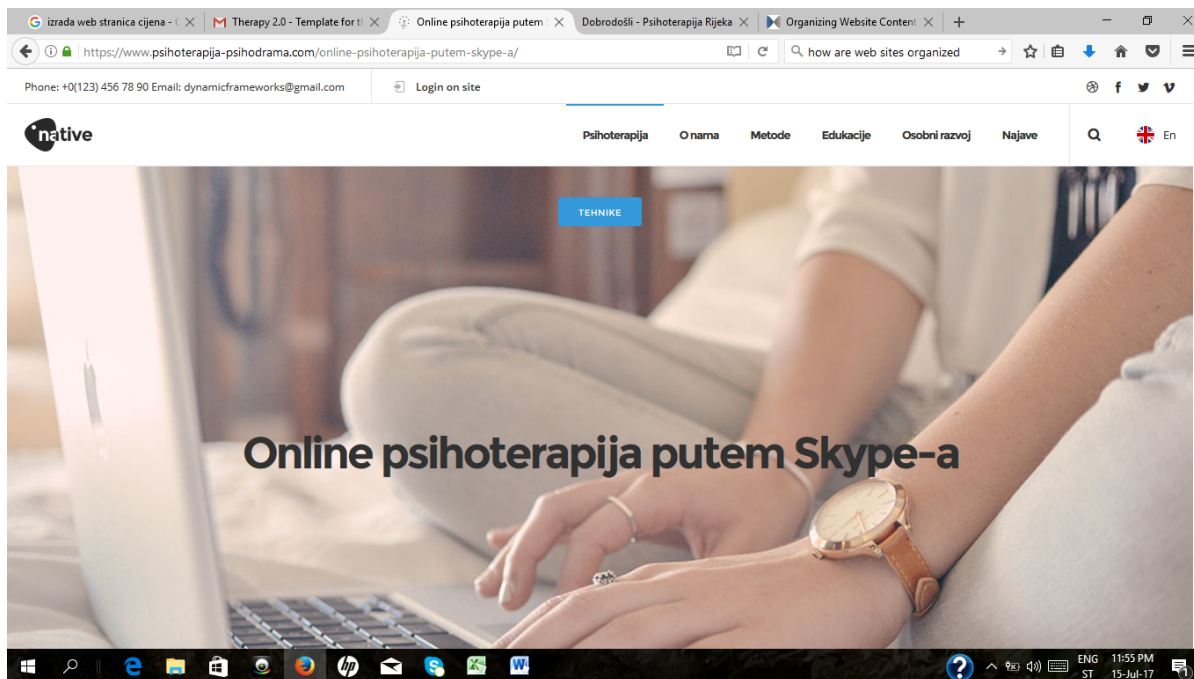 izrada web stranica cijena - G
Therapy 2.0 - Template for th
Online psihoterapija putem S
Dobrodošli - Psihoterapija Rijeka
Organizing Website Content
https://www.psihoterapija-psihodrama.com/online-psihoterapija-putem-skype-a/
how are web sites organized
Phone: +0(123) 456 78 90 Email: dynamicframeworks@gmail.com
Login on site
native
Psihoterapija O nama Metode Edukacije Osobni razvoj Najave
En
TEHNIKE
Online psihoterapija putem Skype-a
ENG 11:55 PM
ST 15-Jul-17